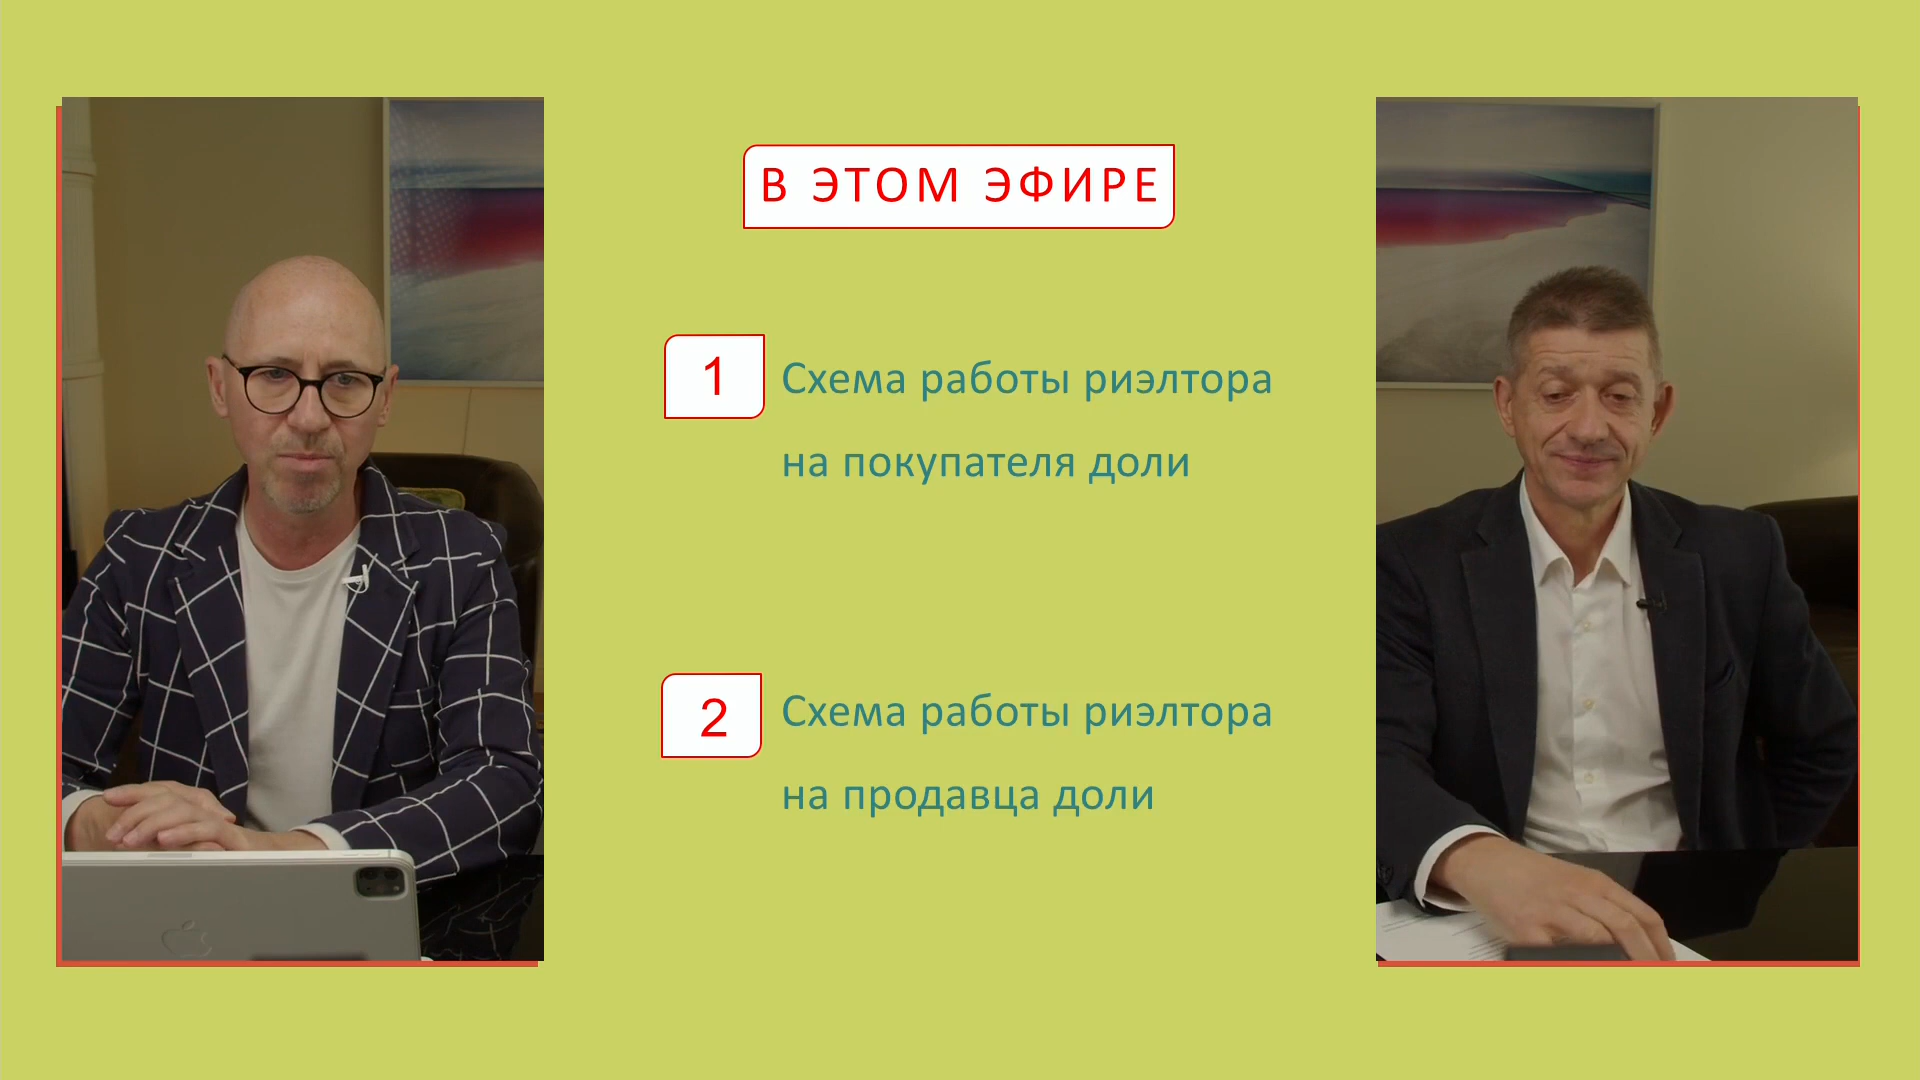 В ЭТОМ ЭФИРЕ
1
Схема работы риэлтора
на покупателя доли
2
Схема работы риэлтора
на продавца доли